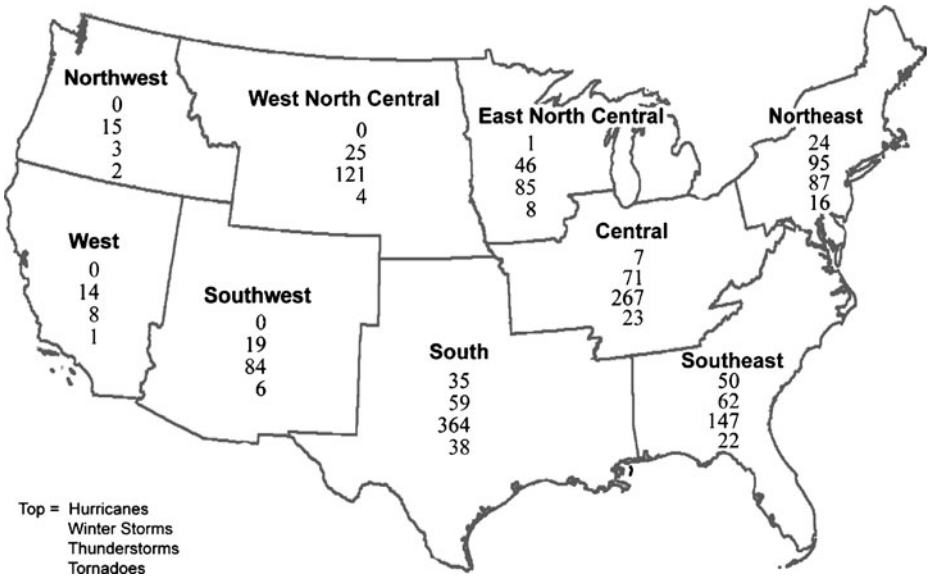 Northwest
0
15
3
2
West North Central
0
25
121
4
East North Central
1
46
85
8
Northeast
24
95
87
16
West
0
14
8
1
Southwest
0
19
84
6
Central
7
71
267
23
South
35
59
364
38
Southeast
50
62
147
22
Top = Hurricanes
Winter Storms
Thunderstorms
Tornadoes